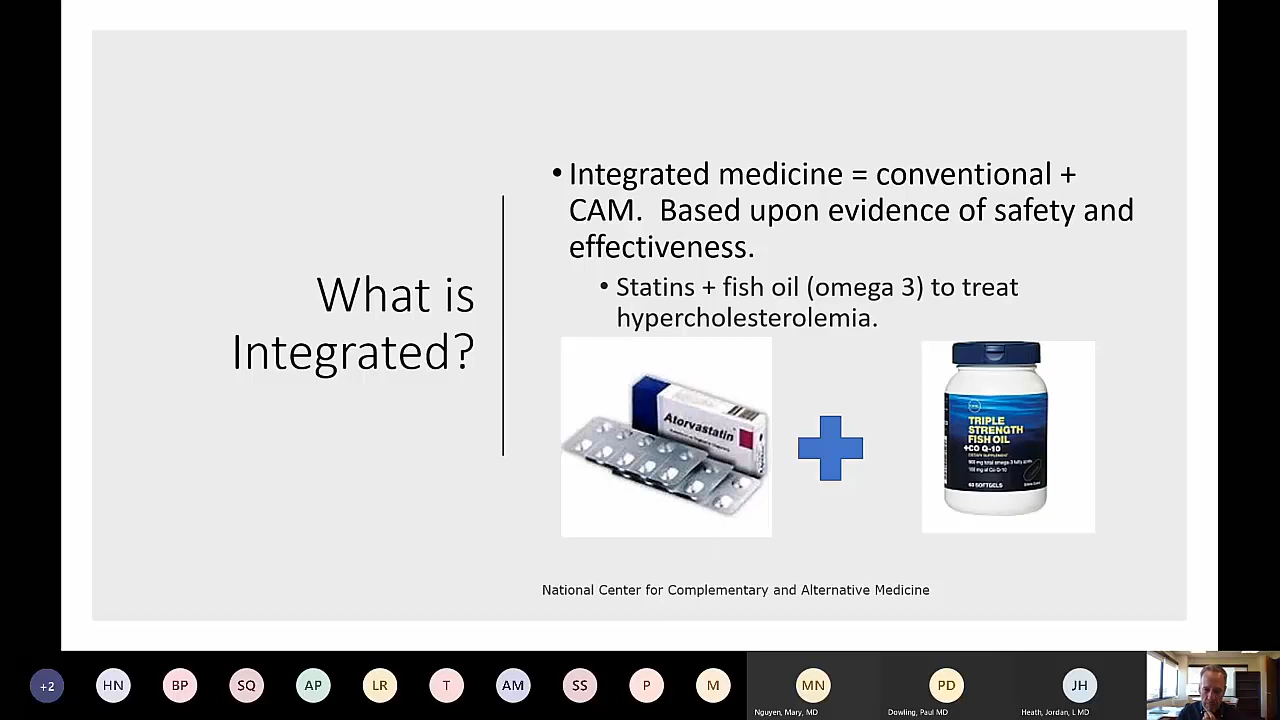 What is
Integrated?
• Integrated medicine = conventional +
CAM. Based upon evidence of safety and
effectiveness.
• Statins + fish oil (omega 3) to treat
hypercholesterolemia.
Atorvastatin
TRIPLE
STRENGTH
FISH OIL
+CO Q-10
DIETARY SUPPLEMENT
60 SOFTGELS
National Center for Complementary and Alternative Medicine
+2
HN
BP
SQ
AP
LR
T
AM
SS
P
M
MN
PD
JH
Nguyen, Mary, MD
Dowling, Paul MD
Heath, Jordan, L MD